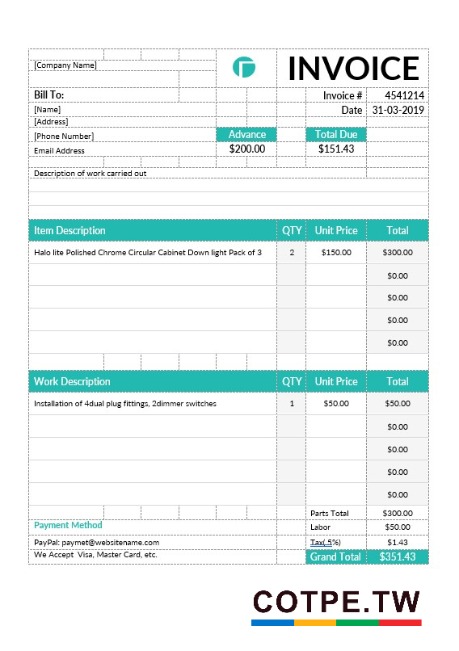 [Company Name]
INVOICE
Bill To:
Invoice # 4541214
[Name]
Date 31-03-2019
[Address]
[Phone Number]
Advance Total Due
Email Address
$200.00 $151.43
Description of work carried out
Item Description QTY Unit Price Total
Halo lite Polished Chrome Circular Cabinet Down light Pack of 3 2 $150.00 $300.00
$0.00
$0.00
$0.00
$0.00
Work Description QTY Unit Price Total
Installation of 4dual plug fittings, 2dimmer switches 1 $50.00 $50.00
$0.00
$0.00
$0.00
$0.00
Parts Total $300.00
Payment Method
Labor $50.00
PayPal: paymet@websitename.com Tax(.5%) $1.43
We Accept Visa, Master Card, etc. Grand Total $351.43
COTPE.TW